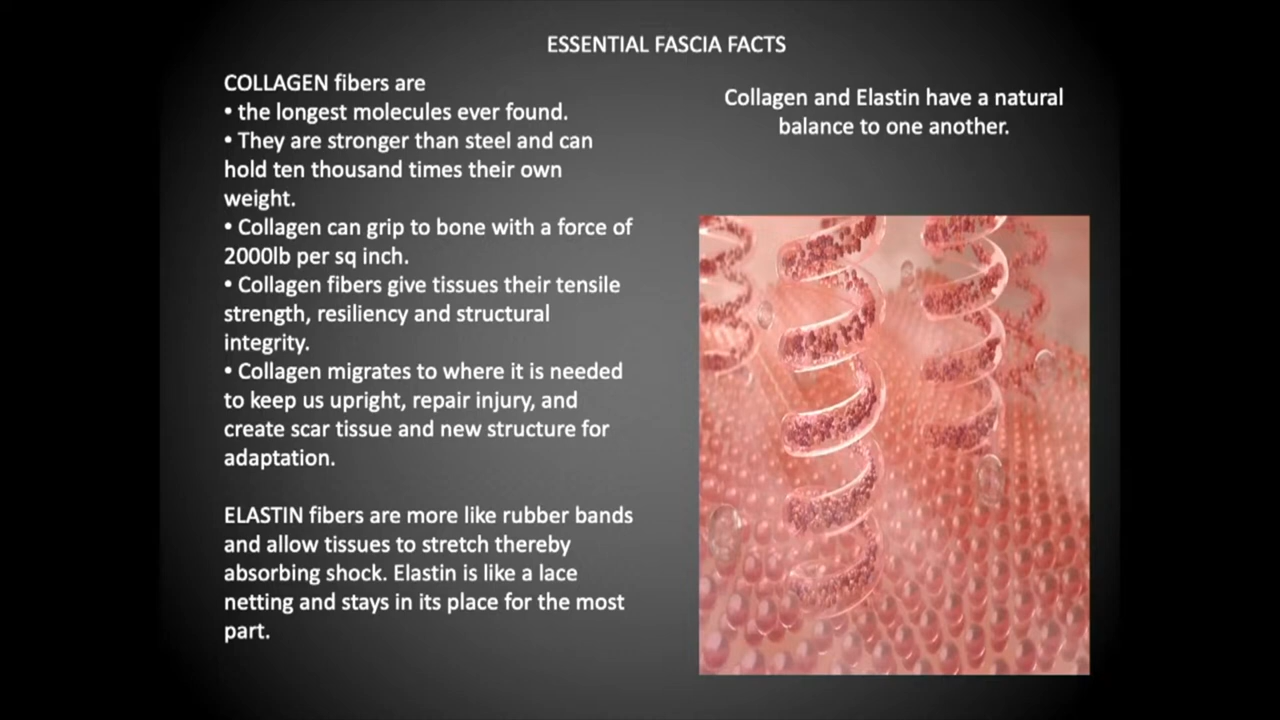 ESSENTIAL FASCIA FACTS
COLLAGEN fibers are
• the longest molecules ever found.
• They are stronger than steel and can
hold ten thousand times their own
weight.
• Collagen can grip to bone with a force of
2000lb per sq inch.
• Collagen fibers give tissues their tensile
strength, resiliency and structural
integrity.
• Collagen migrates to where it is needed
to keep us upright, repair injury, and
create scar tissue and new structure for
adaptation.
ELASTIN fibers are more like rubber bands
and allow tissues to stretch thereby
absorbing shock. Elastin is like a lace
netting and stays in its place for the most
part.
Collagen and Elastin have a natural
balance to one another.